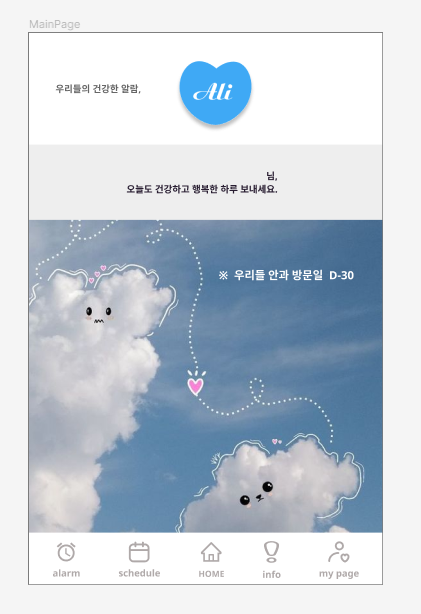 MainPage
우리들의 건강한 알람,
Ali
님,
오늘도 건강하고 행복한 하루 보내세요.
※ 우리들 안과 방문일 D-30
alarm schedule HOME info my page